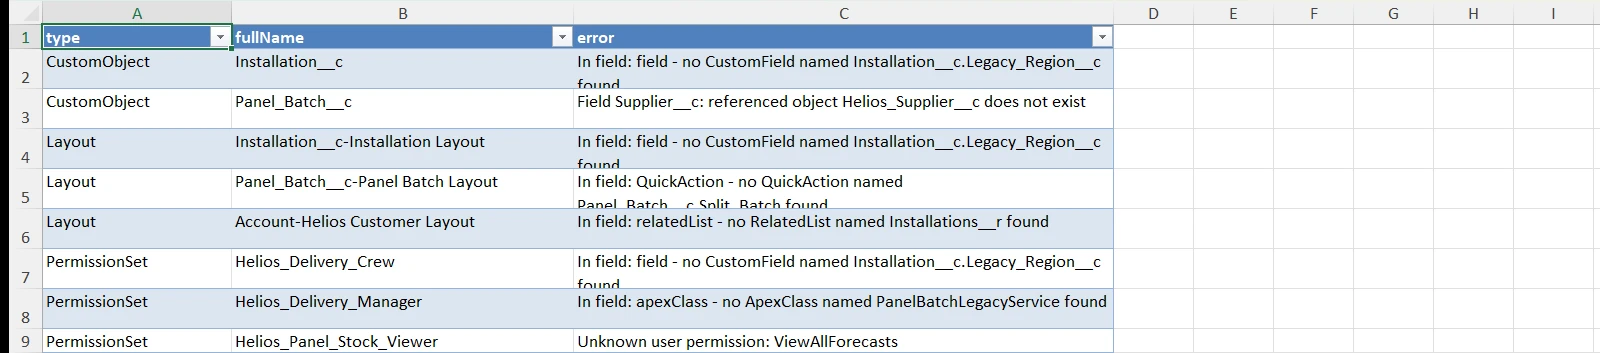 A B C D E F G H I
1 type fullName error
2 CustomObject Installation__c In field: field - no CustomField named Installation__c.Legacy_Region__c
found
3 CustomObject Panel_Batch__c Field Supplier__c: referenced object Helios_Supplier__c does not exist
4 Layout Installation__c-Installation Layout In field: field - no CustomField named Installation__c.Legacy_Region__c
found
5 Layout Panel_Batch__c-Panel Batch Layout In field: QuickAction - no QuickAction named
Panel_Batch__c.Split_Batch found
6 Layout Account-Helios Customer Layout In field: relatedList - no RelatedList named Installations__r found
7 PermissionSet Helios_Delivery_Crew In field: field - no CustomField named Installation__c.Legacy_Region__c
found
8 PermissionSet Helios_Delivery_Manager In field: apexClass - no ApexClass named PanelBatchLegacyService found
9 PermissionSet Helios_Panel_Stock_Viewer Unknown user permission: ViewAllForecasts